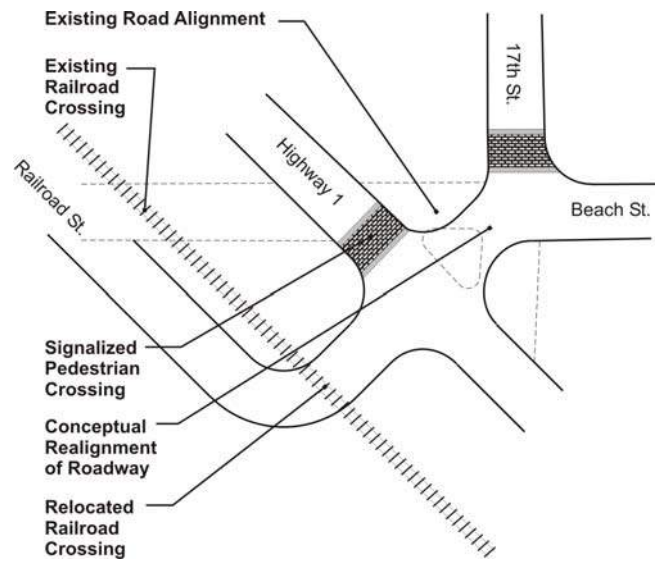 Existing Road Alignment
Existing
Railroad
Crossing
17th St.
Highway 1
Railroad St.
Beach St.
Signalized
Pedestrian
Crossing
Conceptual
Realignment
of Roadway
Relocated
Railroad
Crossing